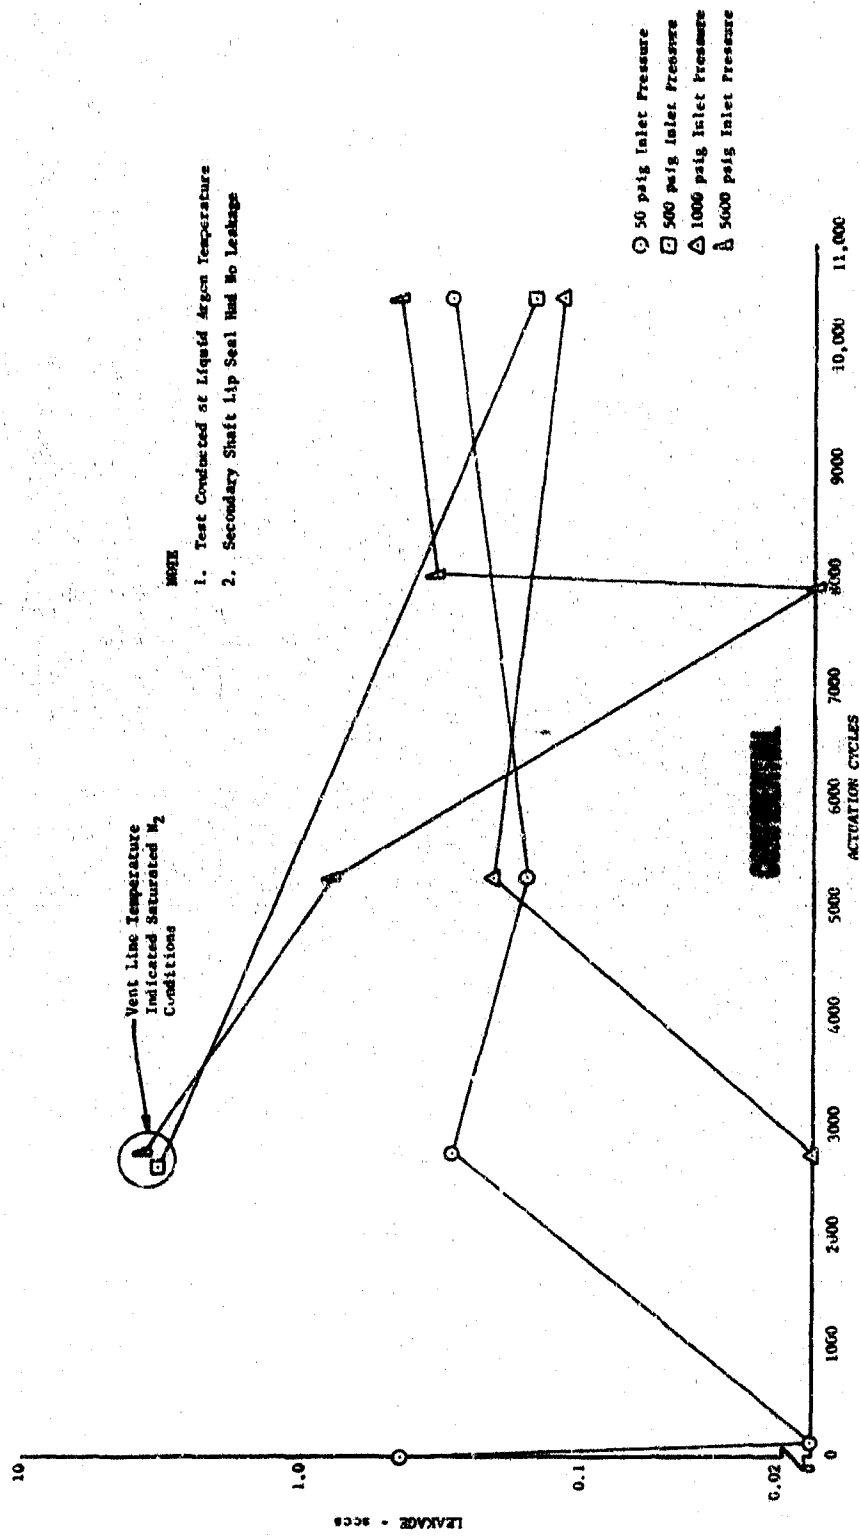 NOTE
1. Test Conducted at Liquid Argon Temperature
2. Secondary Shaft Lip Seal Had No Leakage
Vent Line Temperature
Indicated Saturated N2
Conditions
50 psig Inlet Pressure
500 psig Inlet Pressure
1000 psig Inlet Pressure
5000 psig Inlet Pressure
LEAKAGE - sccs
10
1.0
0.1
0.02
0
0
1000
2000
3000
4000
5000
6000
7000
8000
9000
10,000
11,000
ACTUATION CYCLES
CONFIDENTIAL